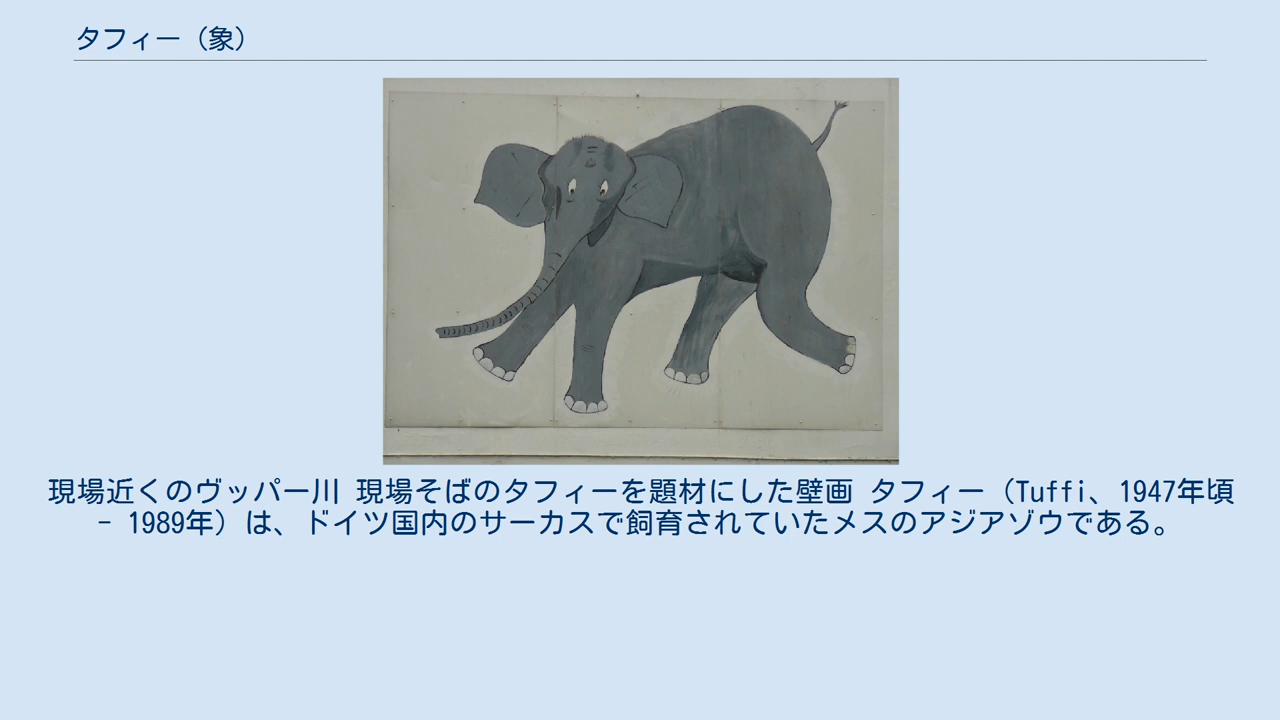 タフィー（象）
現場近くのヴッパー川 現場そばのタフィーを題材にした壁画 タフィー（Tuffi、1947年頃
- 1989年）は、ドイツ国内のサーカスで飼育されていたメスのアジアゾウである。